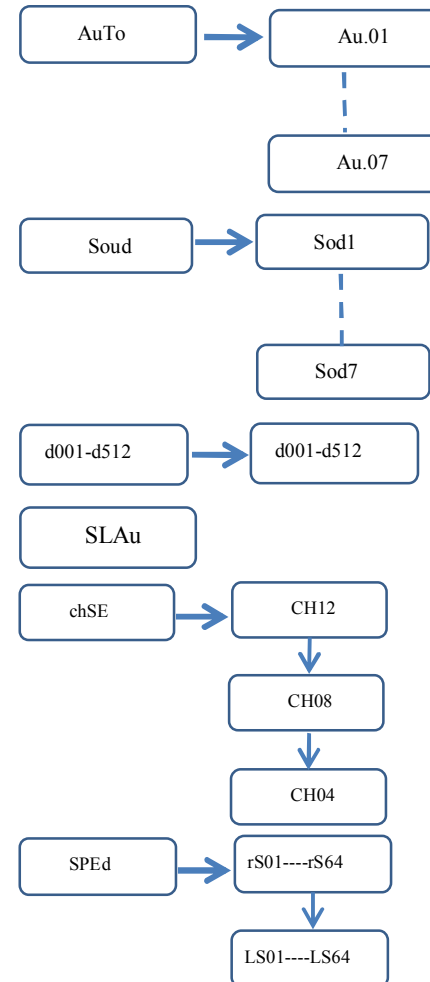 AuTo
Au.01
Au.07
Soud
Sod1
Sod7
d001-d512
d001-d512
SLAu
chSE
CH12
CH08
CH04
SPEd
rS01----rS64
LS01----LS64